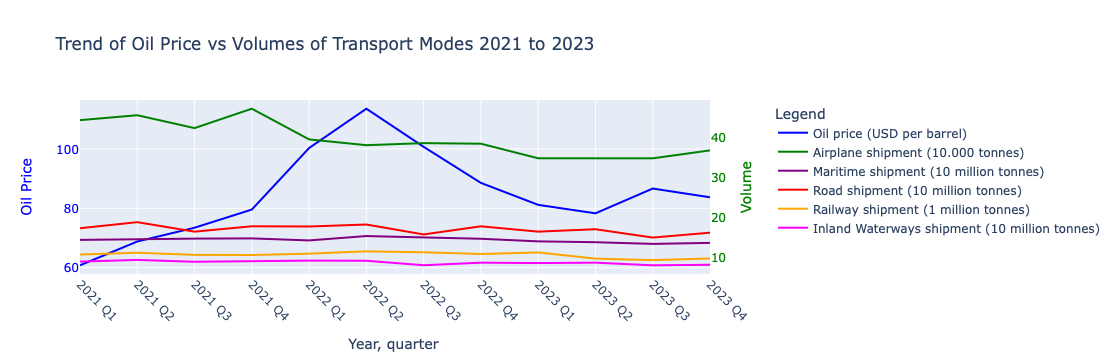 Trend of Oil Price vs Volumes of Transport Modes 2021 to 2023
Oil Price
100
80
60
40
30
20
10
Volume
2021 Q1
2021 Q2
2021 Q3
2021 Q4
2022 Q1
2022 Q2
2022 Q3
2022 Q4
2023 Q1
2023 Q2
2023 Q3
2023 Q4
Year, quarter
Legend
Oil price (USD per barrel)
Airplane shipment (10.000 tonnes)
Maritime shipment (10 million tonnes)
Road shipment (10 million tonnes)
Railway shipment (1 million tonnes)
Inland Waterways shipment (10 million tonnes)